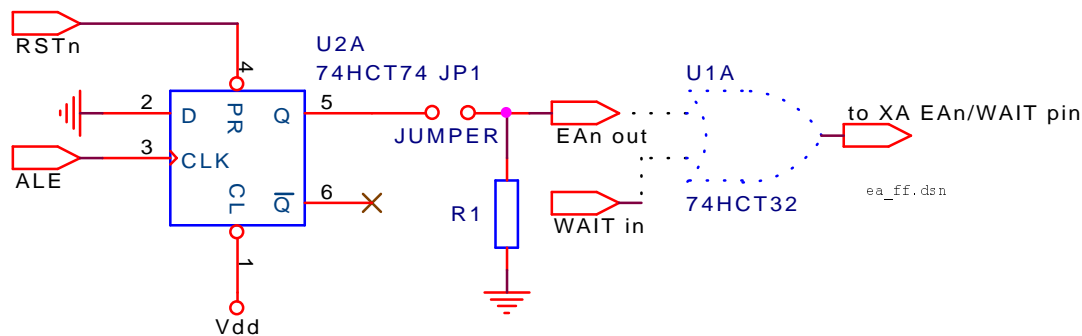 RSTn
U2A
74HCT74 JP1
U1A
4
2
D
PR
Q
5
to XA EAn/WAIT pin
JUMPER
EAn out
3
CLK
ALE
CL
Q
6
R1
WAIT in
74HCT32
ea_ff.dsn
1
Vdd